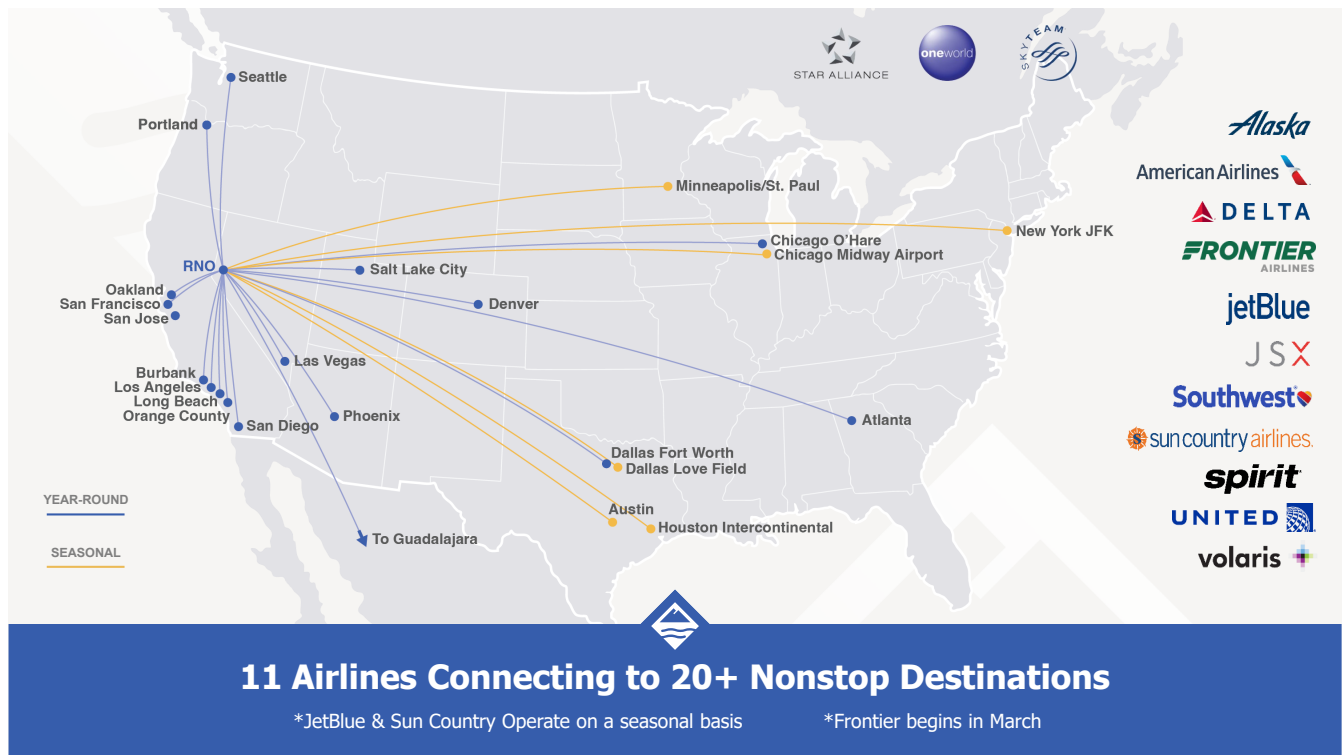 STAR ALLIANCE
oneworld
SKYTEAM
Seattle
Portland
Minneapolis/St. Paul
New York JFK
Chicago O'Hare
Chicago Midway Airport
RNO
Salt Lake City
Oakland
San Francisco
San Jose
Denver
Las Vegas
Burbank
Los Angeles
Long Beach
Orange County
San Diego
Phoenix
Atlanta
Dallas Fort Worth
Dallas Love Field
Austin
Houston Intercontinental
To Guadalajara
YEAR-ROUND
SEASONAL
Alaska
American Airlines
DELTA
FRONTIER
AIRLINES
jetBlue
JSX
Southwest
S
sun country airlines.
spirit
UNITED
volaris
11 Airlines Connecting to 20+ Nonstop Destinations
*JetBlue & Sun Country Operate on a seasonal basis
*Frontier begins in March